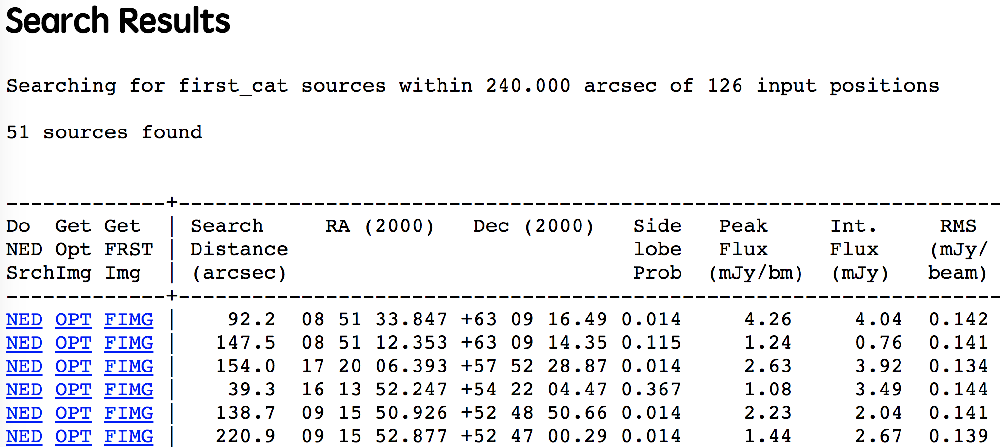 Search Results
Searching for first_cat sources within 240.000 arcsec of 126 input positions
51 sources found
-------------+-------------------------------------------------------------------
Do  Get Get  | Search     RA (2000)   Dec (2000)   Side   Peak     Int.     RMS
NED Opt FRST | Distance                            lobe   Flux     Flux    (mJy/
SrchImg Img  | (arcsec)                            Prob  (mJy/bm)  (mJy)   beam)
-------------+-------------------------------------------------------------------
NED OPT FIMG |    92.2  08 51 33.847 +63 09 16.49 0.014     4.26     4.04  0.142
NED OPT FIMG |   147.5  08 51 12.353 +63 09 14.35 0.115     1.24     0.76  0.141
NED OPT FIMG |   154.0  17 20 06.393 +57 52 28.87 0.014     2.63     3.92  0.134
NED OPT FIMG |    39.3  16 13 52.247 +54 22 04.47 0.367     1.08     3.49  0.144
NED OPT FIMG |   138.7  09 15 50.926 +52 48 50.66 0.014     2.23     2.04  0.141
NED OPT FIMG |   220.9  09 15 52.877 +52 47 00.29 0.014     1.44     2.67  0.139